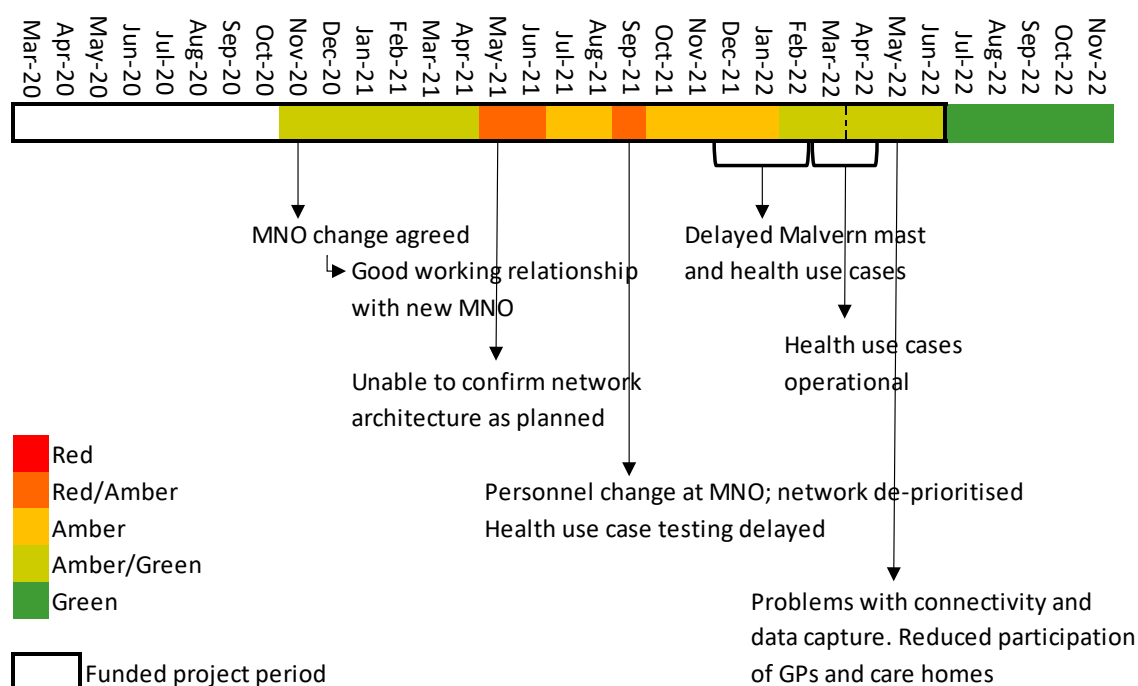 Mar-20
Apr-20
May-20
Jun-20
Jul-20
Aug-20
Sep-20
Oct-20
Nov-20
Dec-20
Jan-21
Feb-21
Mar-21
Apr-21
May-21
Jun-21
Jul-21
Aug-21
Sep-21
Oct-21
Nov-21
Dec-21
Jan-22
Feb-22
Mar-22
Apr-22
May-22
Jun-22
Jul-22
Aug-22
Sep-22
Oct-22
Nov-22
MNO change agreed
Good working relationship
with new MNO
Delayed Malvern mast
and health use cases
Health use cases
operational
Unable to confirm network
architecture as planned
Personnel change at MNO; network de-prioritised
Health use case testing delayed
Problems with connectivity and
data capture. Reduced participation
of GPs and care homes
Red
Red/Amber
Amber
Amber/Green
Green
Funded project period